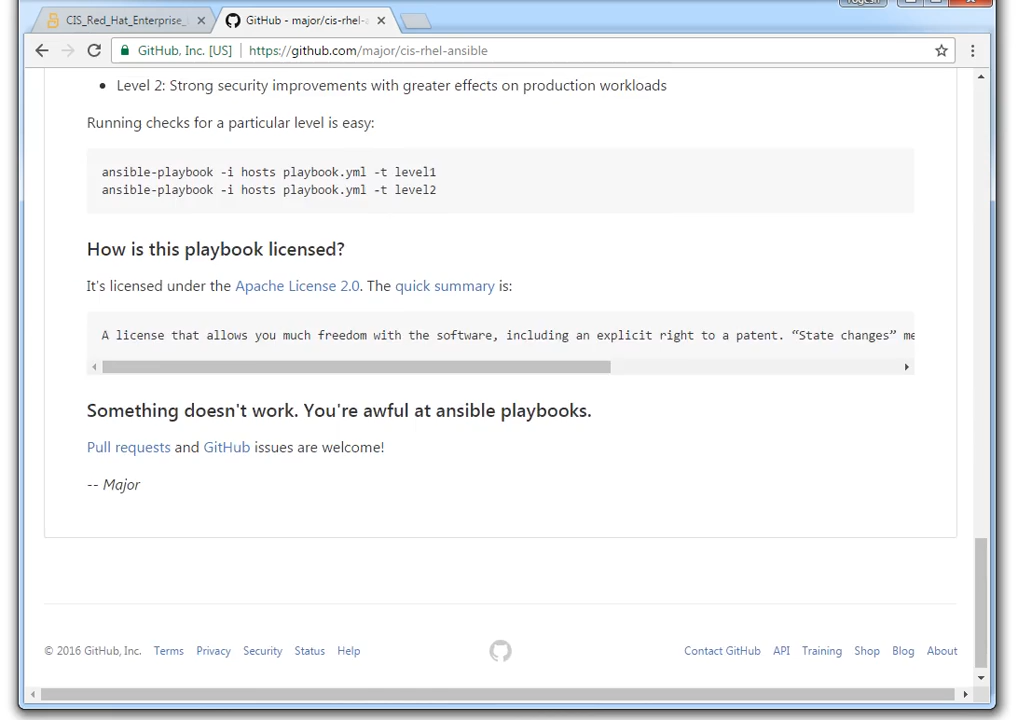 CIS_Red_Hat_Enterprise_
GitHub - major/cis-rhel-a
GitHub, Inc. [US]
https://github.com/major/cis-rhel-ansible
Level 2: Strong security improvements with greater effects on production workloads
Running checks for a particular level is easy:
ansible-playbook -i hosts playbook.yml -t level1
ansible-playbook -i hosts playbook.yml -t level2
How is this playbook licensed?
It's licensed under the Apache License 2.0. The quick summary is:
A license that allows you much freedom with the software, including an explicit right to a patent. “State changes” me
Something doesn't work. You're awful at ansible playbooks.
Pull requests and GitHub issues are welcome!
-- Major
© 2016 GitHub, Inc. Terms Privacy Security Status Help Contact GitHub API Training Shop Blog About